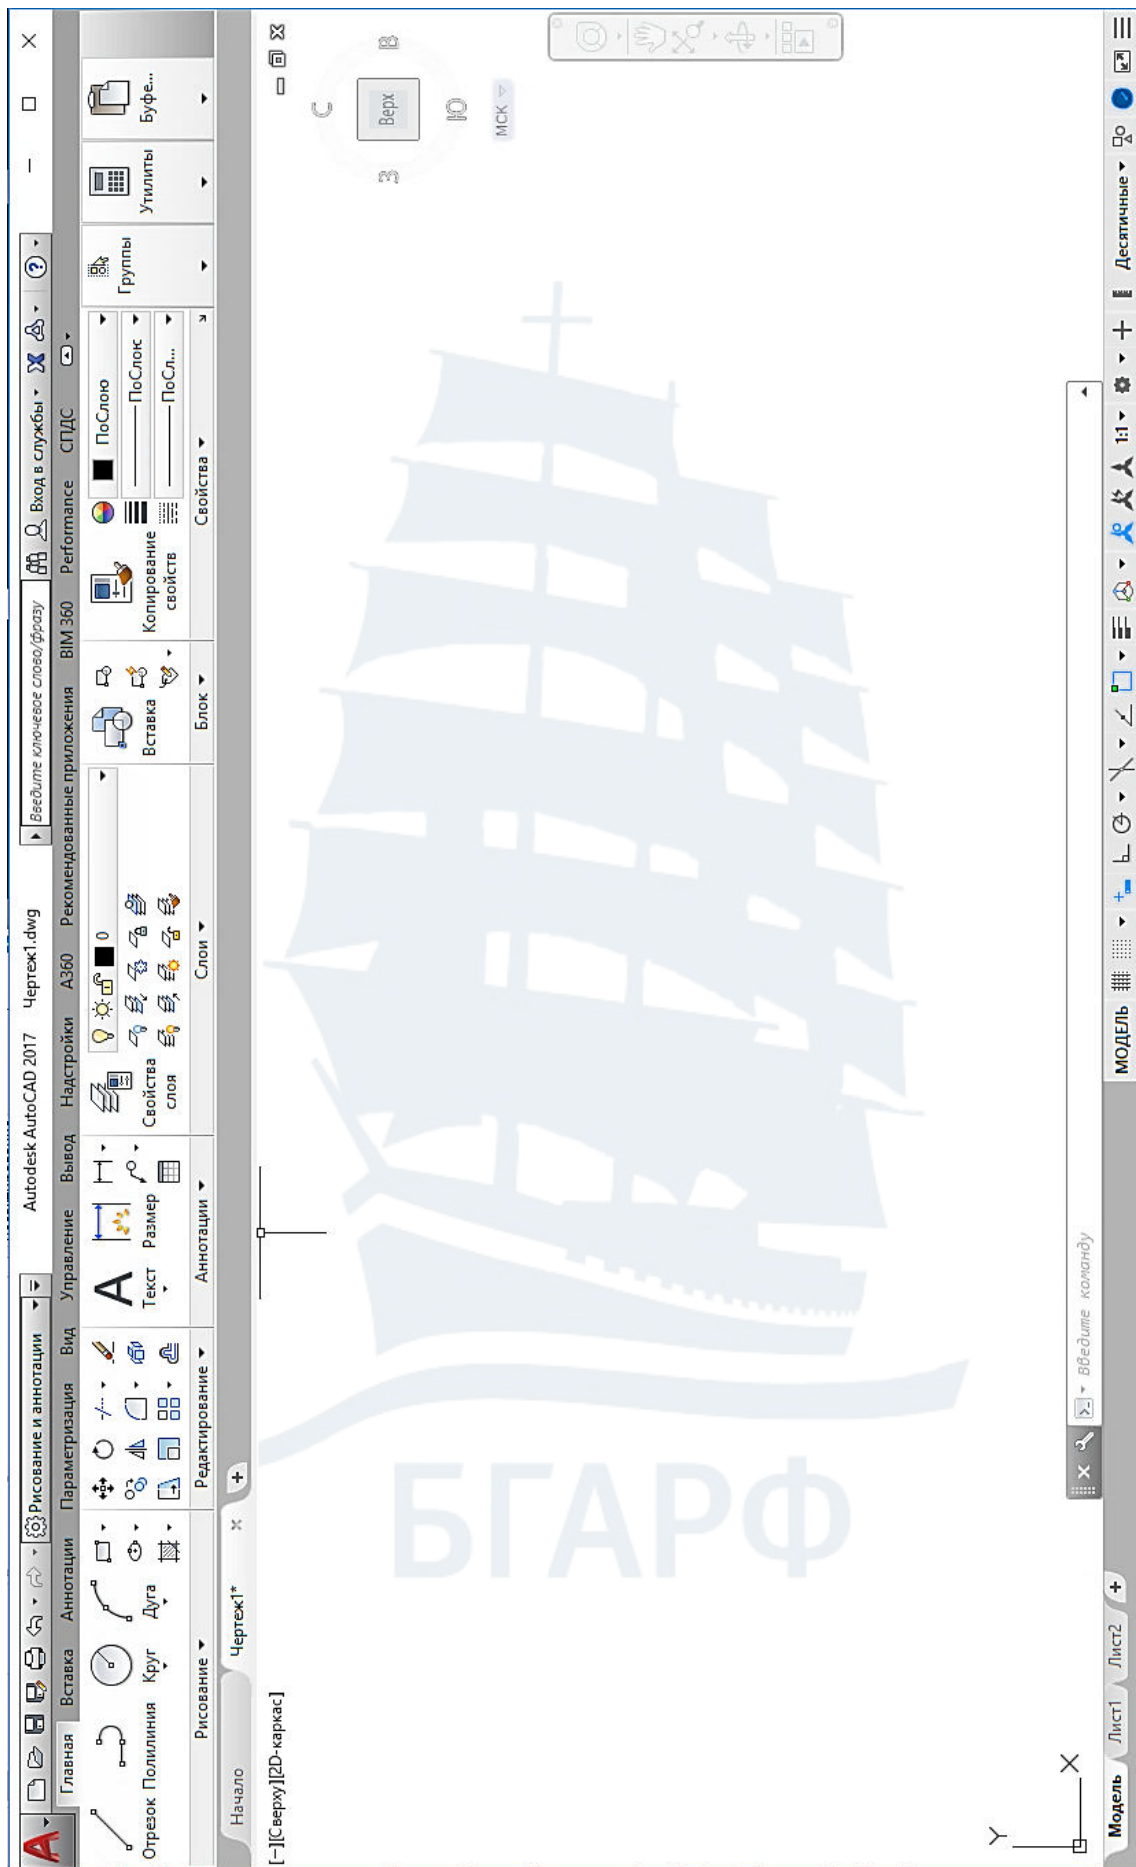 Рисование и аннотации
Autodesk AutoCAD 2017 Чертеж1.dwg
Введите ключевое слово/фразу
Вход в службы
Главная Вставка Аннотации Параметризация Вид Управление Вывод Надстройки A360 Рекомендованные приложения BIM 360 Performance СПДС
Отрезок Полилиния Круг Дуга
Рисование
Редактирование
Текст Размер
Аннотации
Свойства слоя
0
Слои
Вставка
Блок
Копирование свойств
ПоСлою
ПоСлою
ПоСл...
Свойства
Группы
Утилиты
Буфе...
Начало Чертеж1*
[−][Сверху][2D-каркас]
С
В
Верх
З
Ю
МСК
БГАРФ
Y
X
Введите команду
Модель Лист1 Лист2
МОДЕЛЬ
1:1
Десятичные